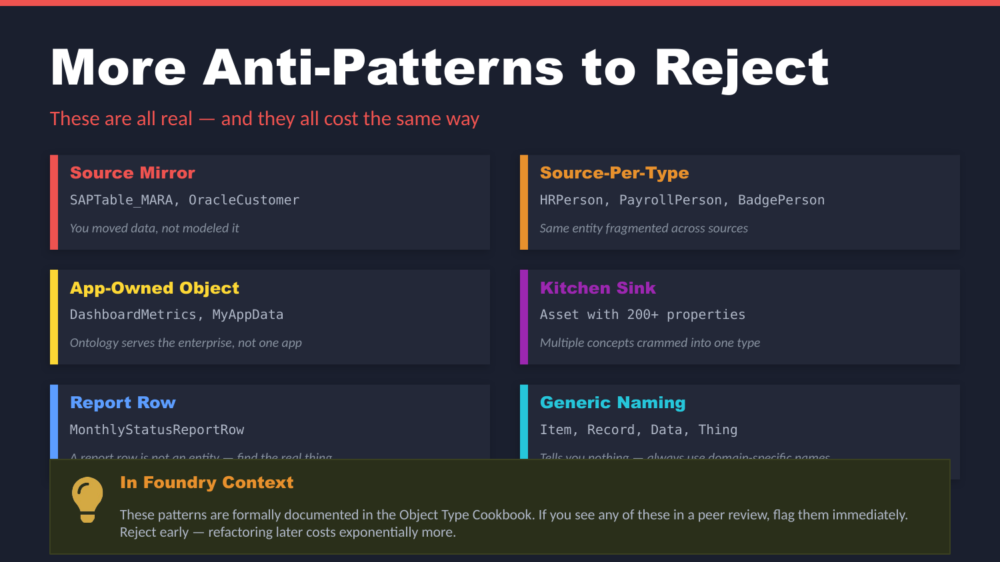 More Anti-Patterns to Reject
These are all real — and they all cost the same way
Source Mirror
SAPTable_MARA, OracleCustomer
You moved data, not modeled it
Source-Per-Type
HRPerson, PayrollPerson, BadgePerson
Same entity fragmented across sources
App-Owned Object
DashboardMetrics, MyAppData
Ontology serves the enterprise, not one app
Kitchen Sink
Asset with 200+ properties
Multiple concepts crammed into one type
Report Row
MonthlyStatusReportRow
A report row is not an entity — find the real thing
Generic Naming
Item, Record, Data, Thing
Tells you nothing — always use domain-specific names
In Foundry Context
These patterns are formally documented in the Object Type Cookbook. If you see any of these in a peer review, flag them immediately.
Reject early — refactoring later costs exponentially more.